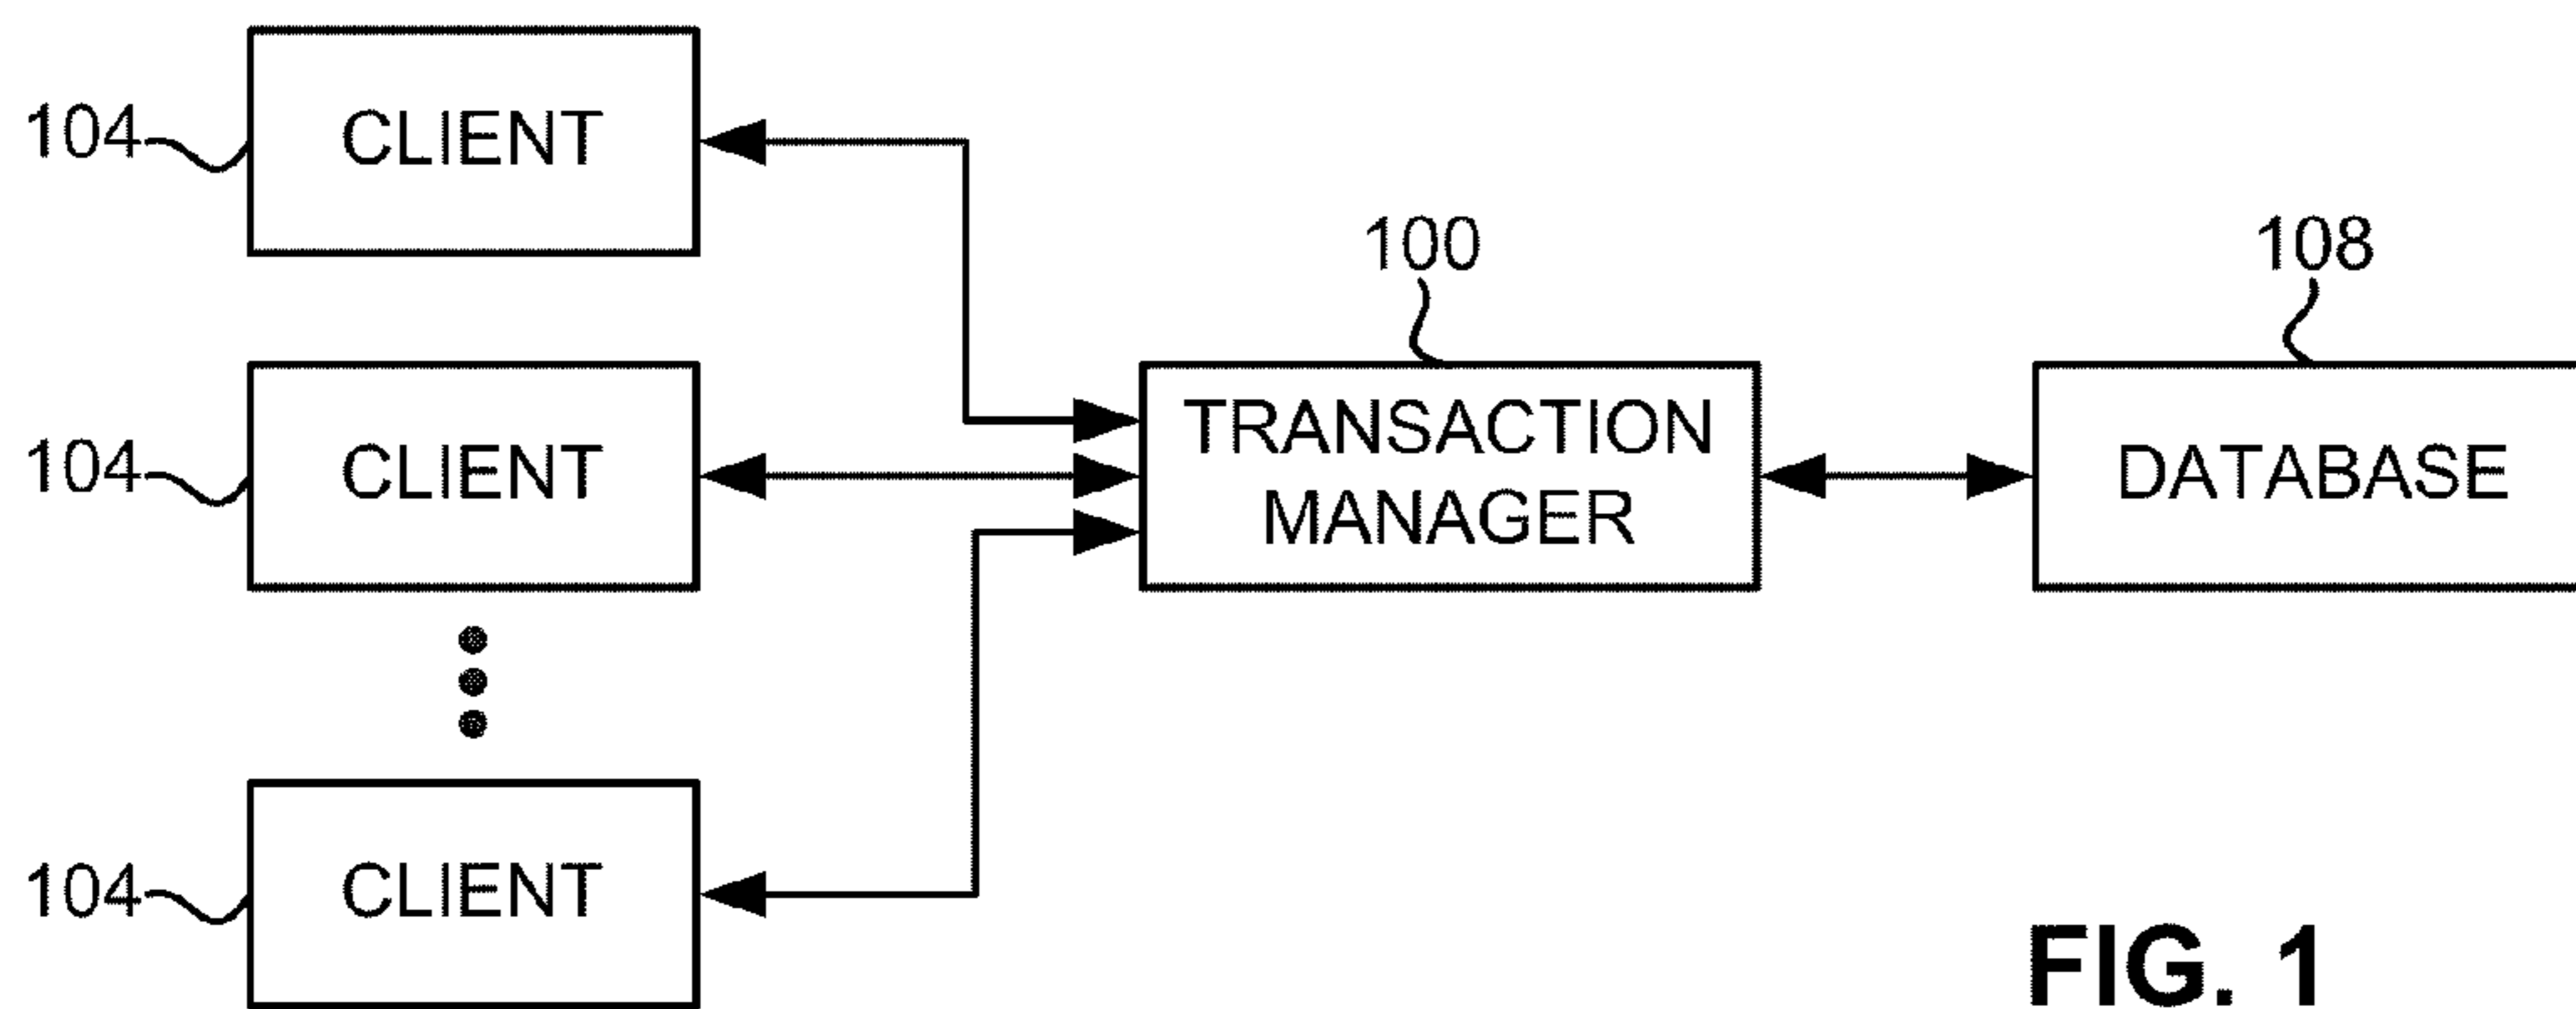 104 CLIENT
100
108
104 CLIENT
TRANSACTION
MANAGER
DATABASE
104 CLIENT
FIG. 1